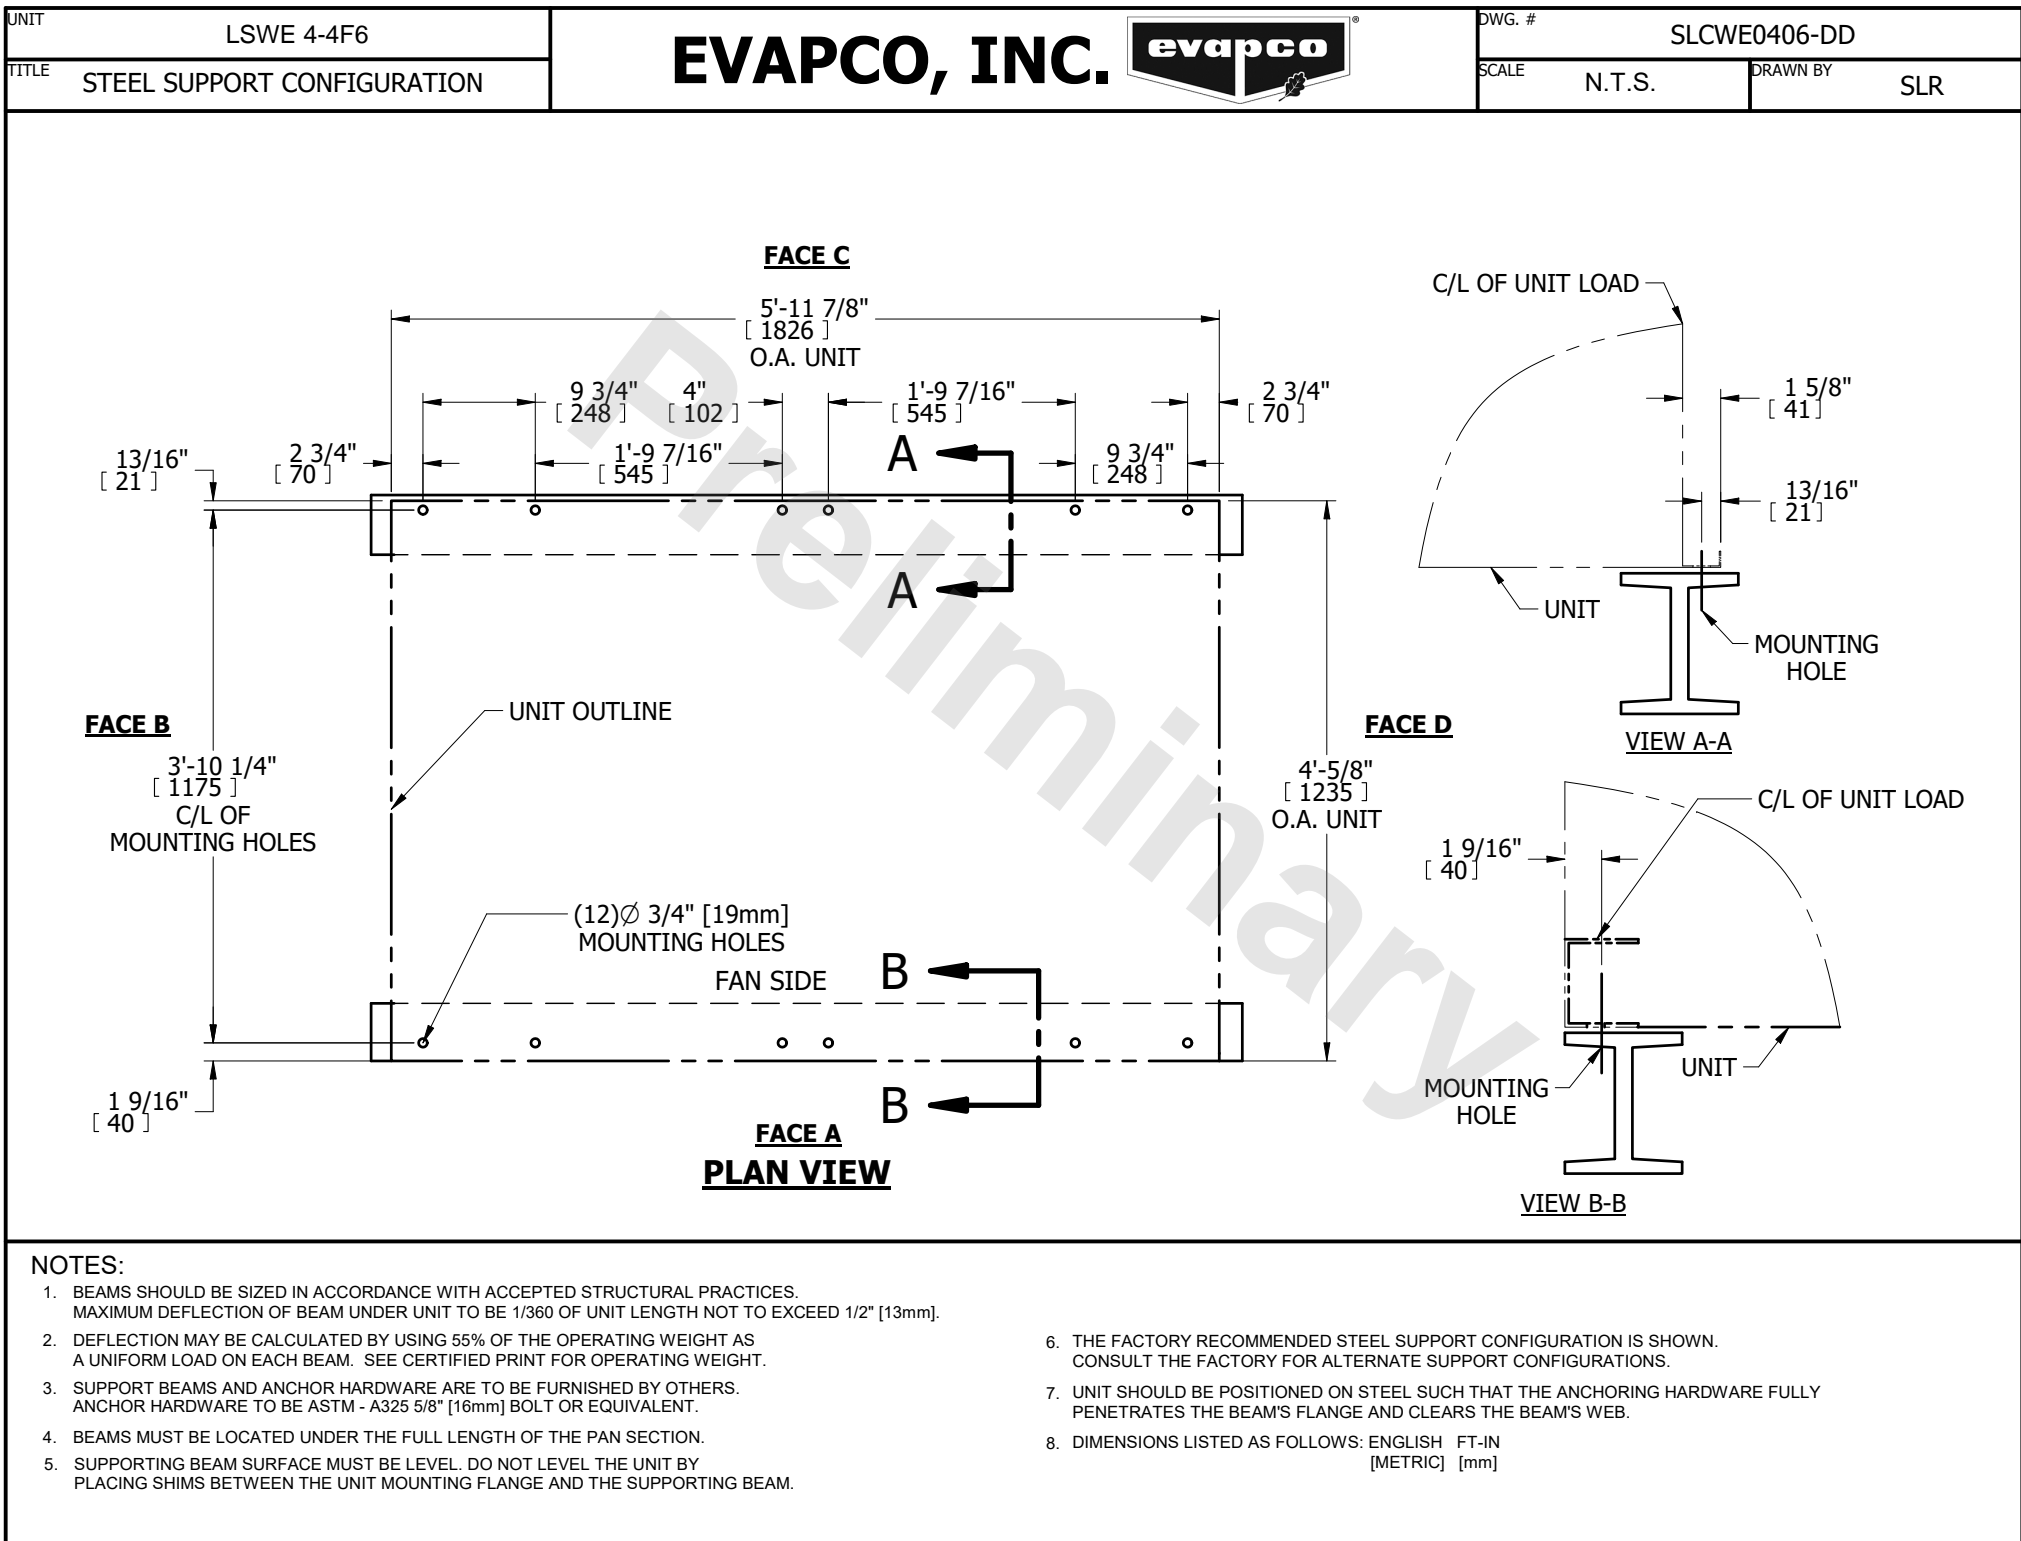 UNIT
LSWE 4-4F6
TITLE
STEEL SUPPORT CONFIGURATION
EVAPCO, INC.
evapco
®
DWG. #
SLCWE0406-DD
SCALE
N.T.S.
DRAWN BY
SLR
FACE C
5'-11 7/8"
[ 1826 ]
O.A. UNIT
9 3/4"
[ 248 ]
4"
[ 102 ]
1'-9 7/16"
[ 545 ]
2 3/4"
[ 70 ]
13/16"
[ 21 ]
2 3/4"
[ 70 ]
1'-9 7/16"
[ 545 ]
A
9 3/4"
[ 248 ]
A
UNIT OUTLINE
FACE B
3'-10 1/4"
[ 1175 ]
C/L OF
MOUNTING HOLES
FACE D
4'-5/8"
[ 1235 ]
O.A. UNIT
(12)Ø 3/4" [19mm]
MOUNTING HOLES
FAN SIDE
B
B
1 9/16"
[ 40 ]
FACE A
PLAN VIEW
C/L OF UNIT LOAD
1 5/8"
[ 41 ]
13/16"
[ 21 ]
UNIT
MOUNTING
HOLE
VIEW A-A
C/L OF UNIT LOAD
1 9/16"
[ 40 ]
UNIT
MOUNTING
HOLE
VIEW B-B
Preliminary
NOTES:
1. BEAMS SHOULD BE SIZED IN ACCORDANCE WITH ACCEPTED STRUCTURAL PRACTICES.
MAXIMUM DEFLECTION OF BEAM UNDER UNIT TO BE 1/360 OF UNIT LENGTH NOT TO EXCEED 1/2" [13mm].
2. DEFLECTION MAY BE CALCULATED BY USING 55% OF THE OPERATING WEIGHT AS
A UNIFORM LOAD ON EACH BEAM. SEE CERTIFIED PRINT FOR OPERATING WEIGHT.
3. SUPPORT BEAMS AND ANCHOR HARDWARE ARE TO BE FURNISHED BY OTHERS.
ANCHOR HARDWARE TO BE ASTM - A325 5/8" [16mm] BOLT OR EQUIVALENT.
4. BEAMS MUST BE LOCATED UNDER THE FULL LENGTH OF THE PAN SECTION.
5. SUPPORTING BEAM SURFACE MUST BE LEVEL. DO NOT LEVEL THE UNIT BY
PLACING SHIMS BETWEEN THE UNIT MOUNTING FLANGE AND THE SUPPORTING BEAM.
6. THE FACTORY RECOMMENDED STEEL SUPPORT CONFIGURATION IS SHOWN.
CONSULT THE FACTORY FOR ALTERNATE SUPPORT CONFIGURATIONS.
7. UNIT SHOULD BE POSITIONED ON STEEL SUCH THAT THE ANCHORING HARDWARE FULLY
PENETRATES THE BEAM'S FLANGE AND CLEARS THE BEAM'S WEB.
8. DIMENSIONS LISTED AS FOLLOWS: ENGLISH FT-IN
[METRIC] [mm]